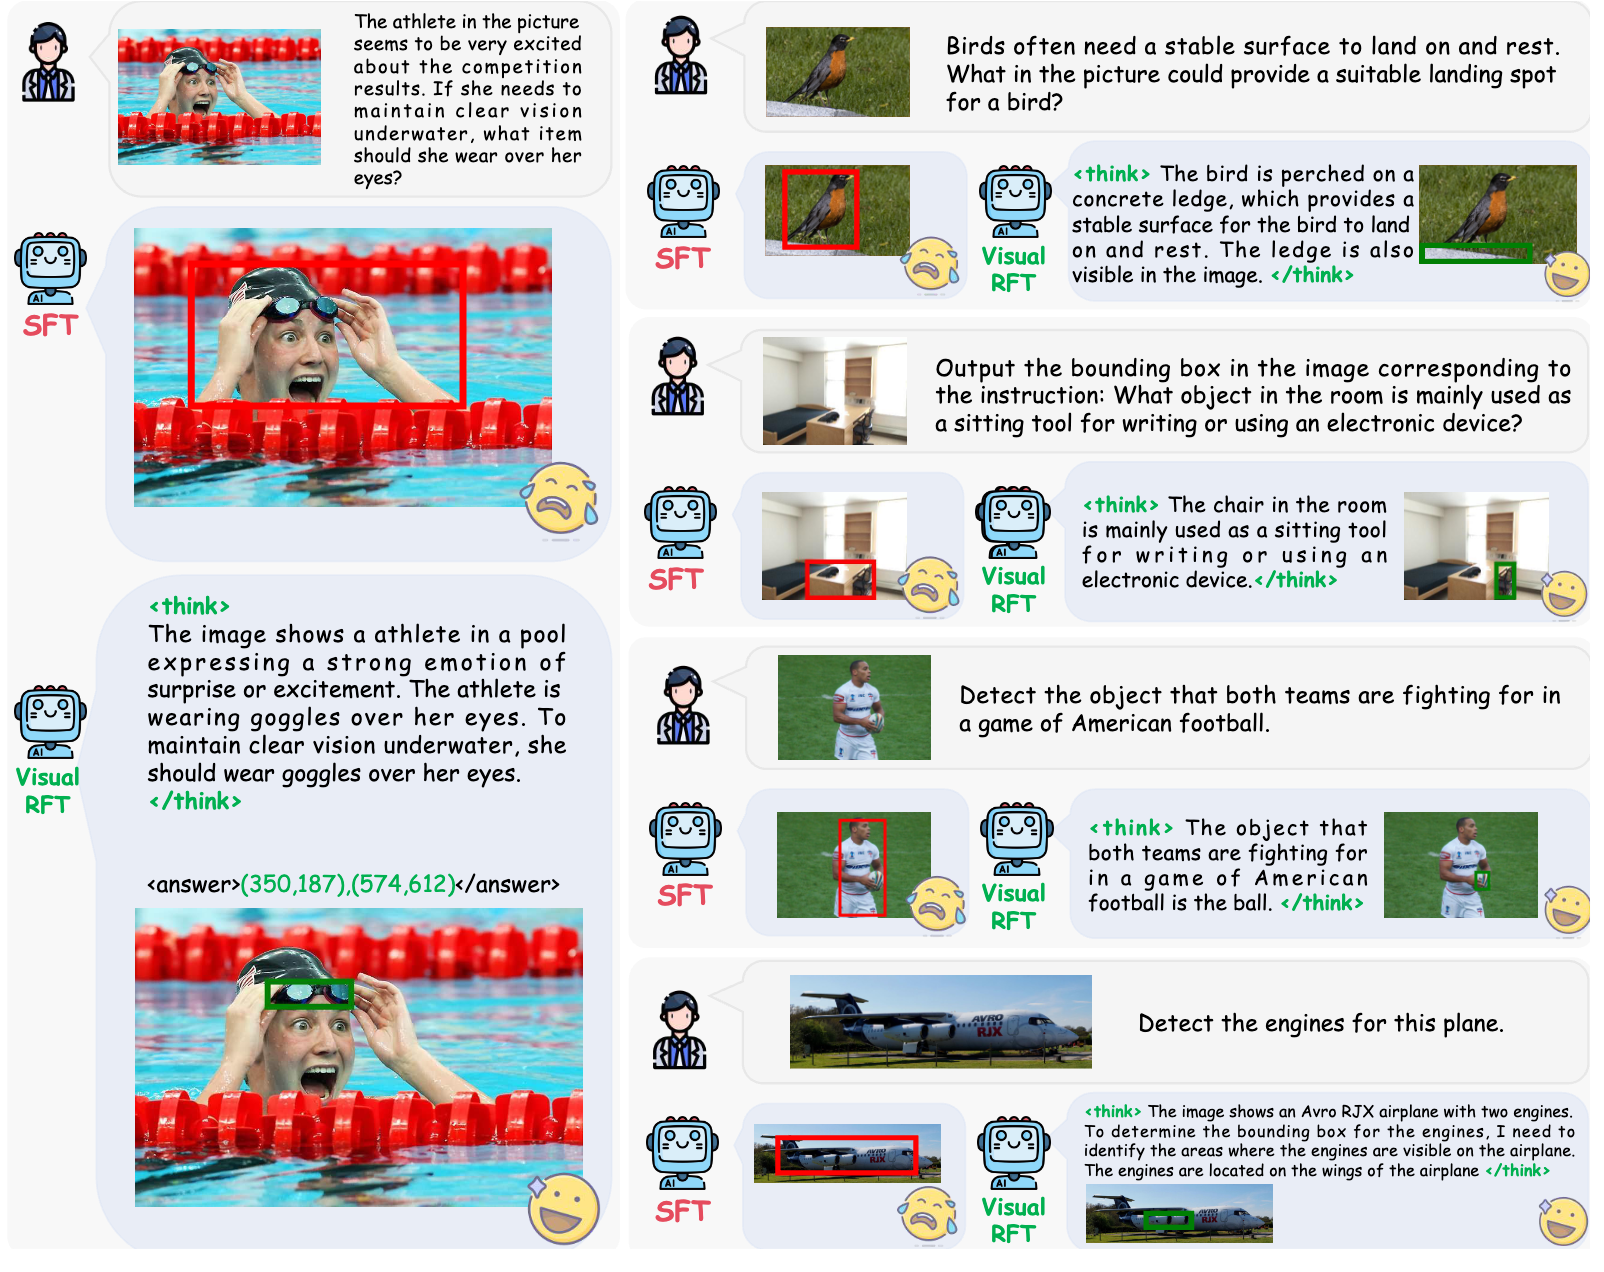 The athlete in the picture
seems to be very excited
about the competition
results. If she needs to
maintain clear vision
underwater, what item
should she wear over her
eyes?
AI
SFT
<think>
The image shows a athlete in a pool
expressing a strong emotion of
surprise or excitement. The athlete is
wearing goggles over her eyes. To
maintain clear vision underwater, she
should wear goggles over her eyes.
</think>
AI
Visual
RFT
<answer>(350,187),(574,612)</answer>
Birds often need a stable surface to land on and rest.
What in the picture could provide a suitable landing spot
for a bird?
AI
SFT
AI
Visual
RFT
<think> The bird is perched on a
concrete ledge, which provides a
stable surface for the bird to land
on and rest. The ledge is also
visible in the image. </think>
Output the bounding box in the image corresponding to
the instruction: What object in the room is mainly used as
a sitting tool for writing or using an electronic device?
AI
SFT
AI
Visual
RFT
<think> The chair in the room
is mainly used as a sitting tool
for writing or using an
electronic device.</think>
Detect the object that both teams are fighting for in
a game of American football.
AI
SFT
AI
Visual
RFT
<think> The object that
both teams are fighting for
in a game of American
football is the ball. </think>
AVRO
RJX
Detect the engines for this plane.
AI
SFT
AVRO
RJX
AI
Visual
RFT
<think> The image shows an Avro RJX airplane with two engines.
To determine the bounding box for the engines, I need to
identify the areas where the engines are visible on the airplane.
The engines are located on the wings of the airplane </think>
AVRO
RJX